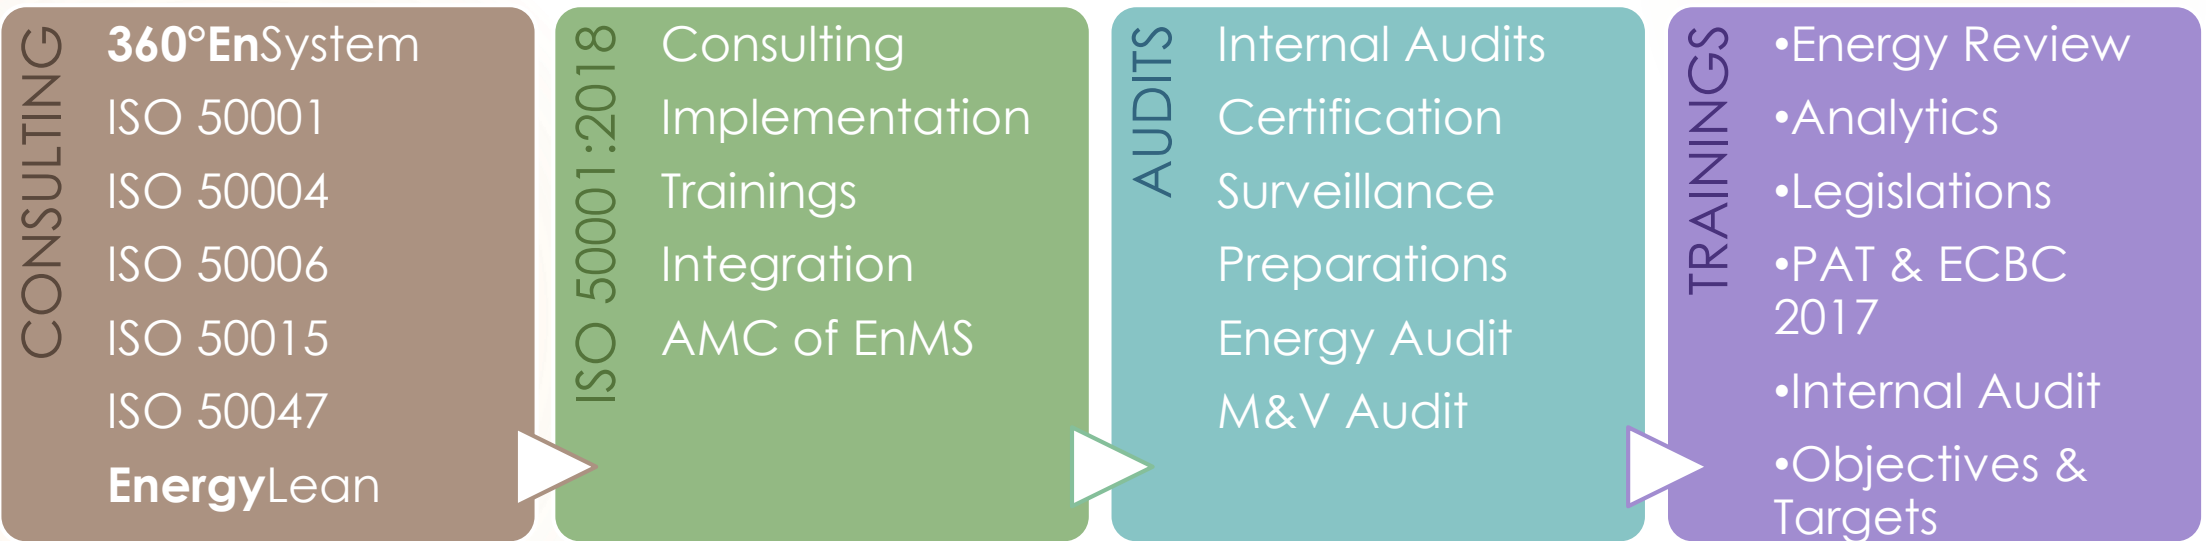 CONSULTING
360°EnSystem
ISO 50001
ISO 50004
ISO 50006
ISO 50015
ISO 50047
EnergyLean
ISO 50001:2018
Consulting
Implementation
Trainings
Integration
AMC of EnMS
AUDITS
Internal Audits
Certification
Surveillance
Preparations
Energy Audit
M&V Audit
TRAININGS
•Energy Review
•Analytics
•Legislations
•PAT & ECBC
2017
•Internal Audit
•Objectives &
Targets